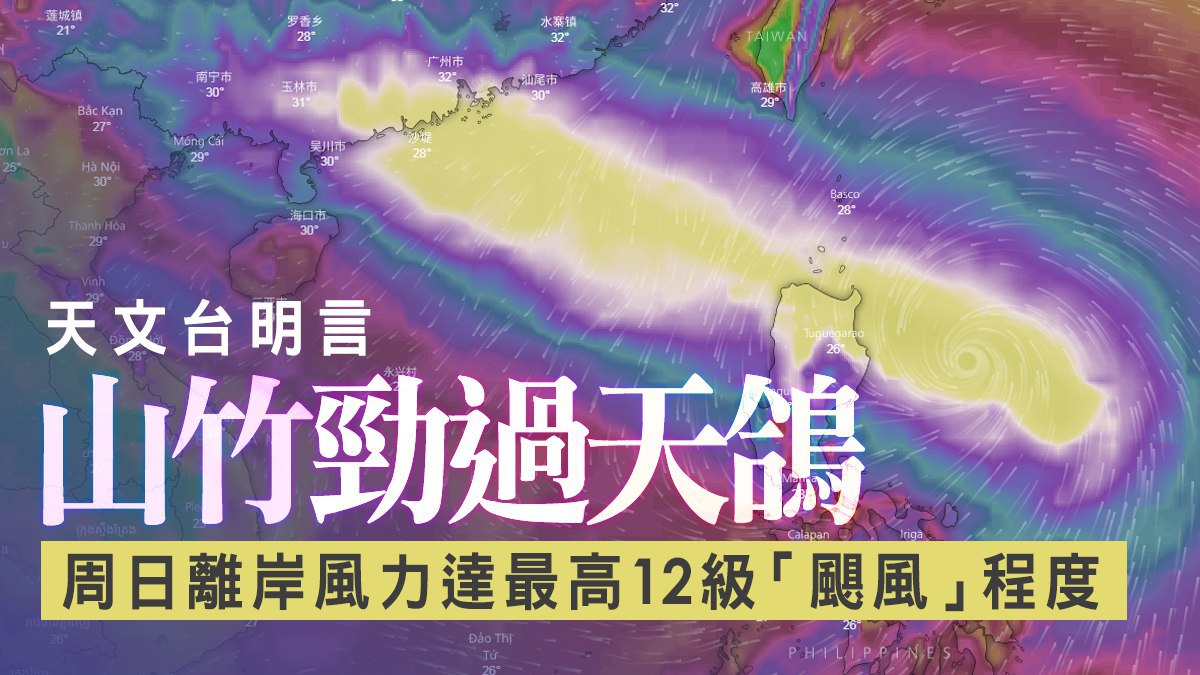 莲城镇
21°
罗香乡
28°
水寨镇
32°
32°
TAIWAN
南宁市
30°
广州市
32°
玉林市
31°
汕尾市
30°
高雄市
29°
Bắc Kạn
27°
Móng Cái
29°
吴川市
30°
沙堤
28°
25°
Hà Nội
30°
Basco
28°
海口市
30°
Thanh Hóa
29°
Vinh
29°
28°
Tuguegarao
26°
永兴村
天文台明言
山竹勁過天鴿
Calapan
Iriga
周日離岸風力達最高12級「颶風」程度
26°
27
26°
Đảo Thị
Tứ
26°
PHILIPPINES